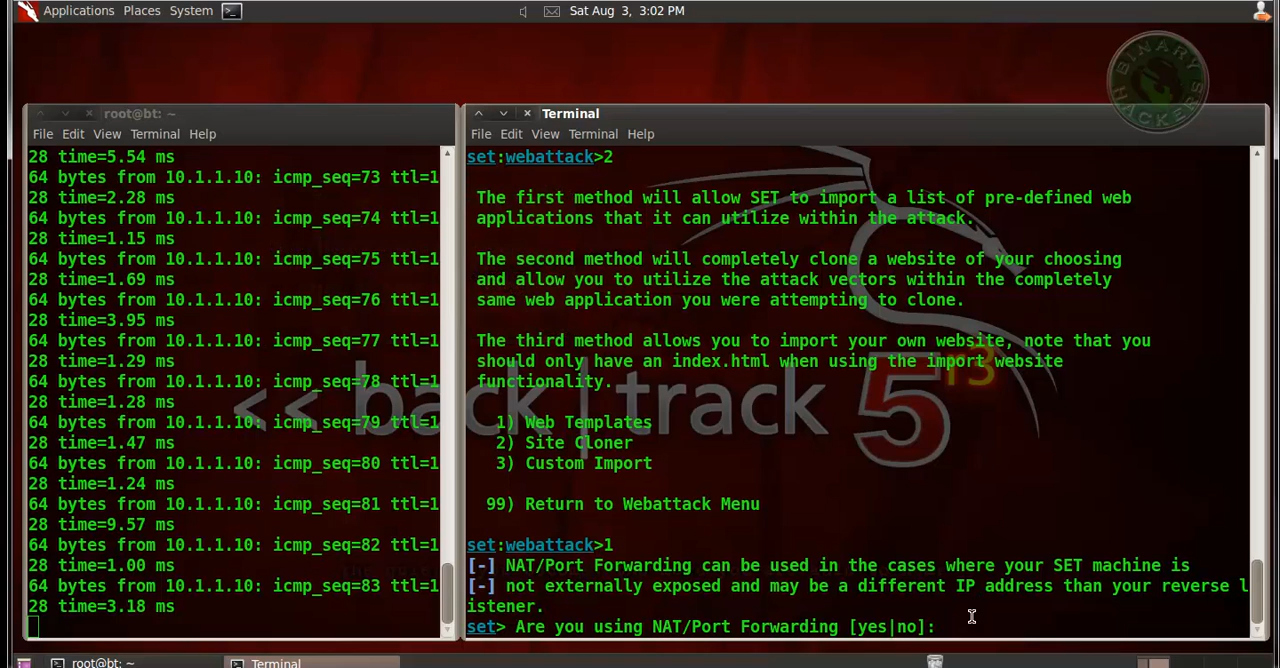 Applications Places System
Sat Aug 3, 3:02 PM
BINARY HACKERS
root@bt: ~
File Edit View Terminal Help
28 time=5.54 ms
64 bytes from 10.1.1.10: icmp_seq=73 ttl=1
28 time=2.28 ms
64 bytes from 10.1.1.10: icmp_seq=74 ttl=1
28 time=1.15 ms
64 bytes from 10.1.1.10: icmp_seq=75 ttl=1
28 time=1.69 ms
64 bytes from 10.1.1.10: icmp_seq=76 ttl=1
28 time=3.95 ms
64 bytes from 10.1.1.10: icmp_seq=77 ttl=1
28 time=1.29 ms
64 bytes from 10.1.1.10: icmp_seq=78 ttl=1
28 time=1.28 ms
64 bytes from 10.1.1.10: icmp_seq=79 ttl=1
28 time=1.47 ms
64 bytes from 10.1.1.10: icmp_seq=80 ttl=1
28 time=1.24 ms
64 bytes from 10.1.1.10: icmp_seq=81 ttl=1
28 time=9.57 ms
64 bytes from 10.1.1.10: icmp_seq=82 ttl=1
28 time=1.00 ms
64 bytes from 10.1.1.10: icmp_seq=83 ttl=1
28 time=3.18 ms
Terminal
File Edit View Terminal Help
set:webattack>2
The first method will allow SET to import a list of pre-defined web
applications that it can utilize within the attack.
The second method will completely clone a website of your choosing
and allow you to utilize the attack vectors within the completely
same web application you were attempting to clone.
The third method allows you to import your own website, note that you
should only have an index.html when using the import website
functionality.
1) Web Templates
2) Site Cloner
3) Custom Import
99) Return to Webattack Menu
set:webattack>1
[-] NAT/Port Forwarding can be used in the cases where your SET machine is
[-] not externally exposed and may be a different IP address than your reverse l
istener.
set> Are you using NAT/Port Forwarding [yes|no]:
<< back|track 5 r3
root@bt: ~
Terminal